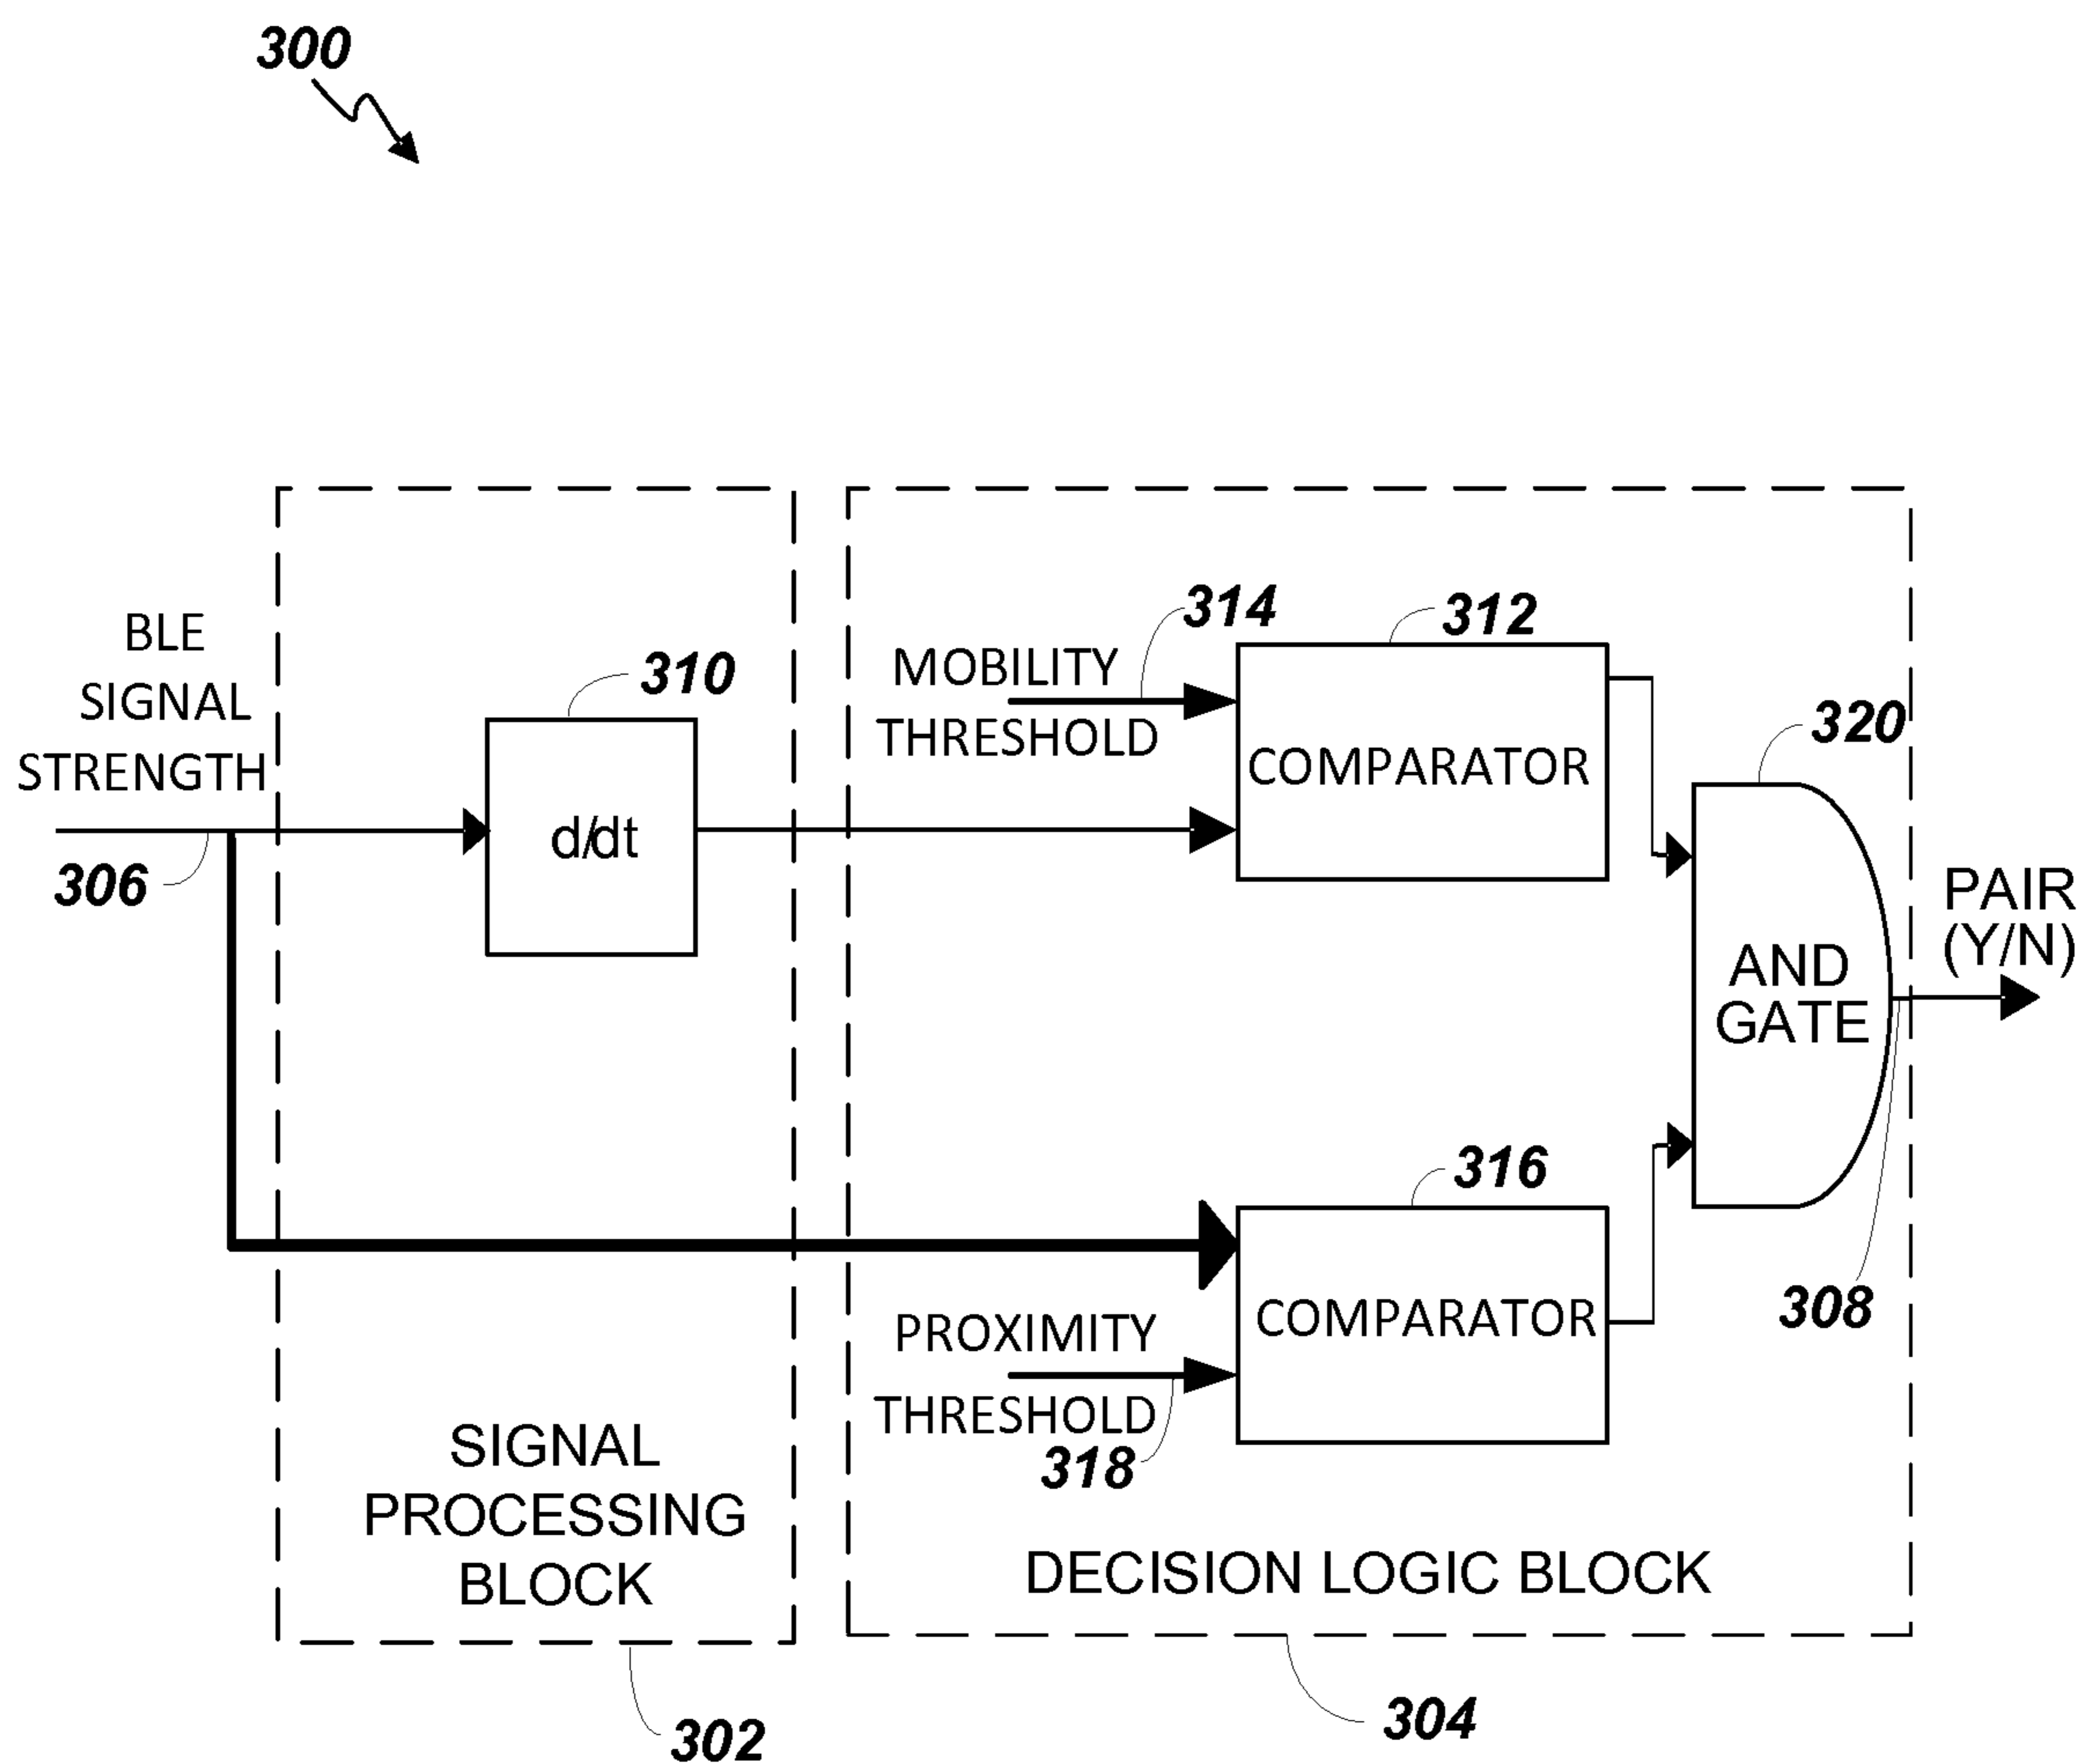 300
BLE
SIGNAL
STRENGTH
306
310
d/dt
314
MOBILITY
THRESHOLD
312
COMPARATOR
320
AND
GATE
PAIR
(Y/N)
308
316
COMPARATOR
PROXIMITY
THRESHOLD
318
SIGNAL
PROCESSING
BLOCK
302
DECISION LOGIC BLOCK
304